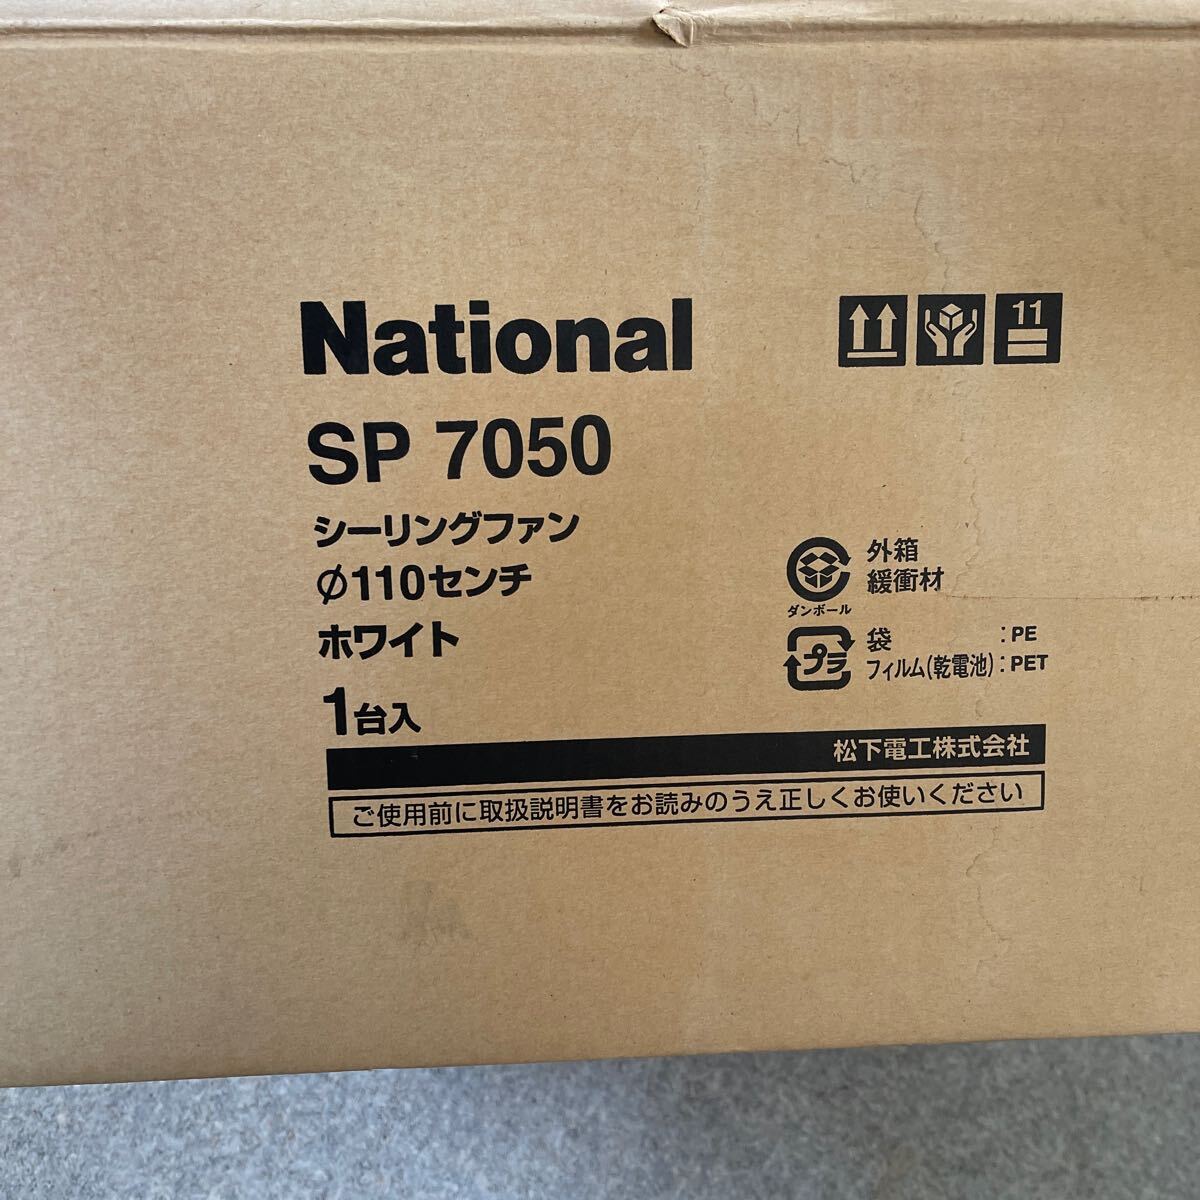 National
SP 7050
シーリングファン
Ø110センチ
ホワイト
1台入
11
ダンボール
外箱
緩衝材
プラ
袋 : PE
フィルム(乾電池) : PET
松下電工株式会社
ご使用前に取扱説明書をお読みのうえ正しくお使いください